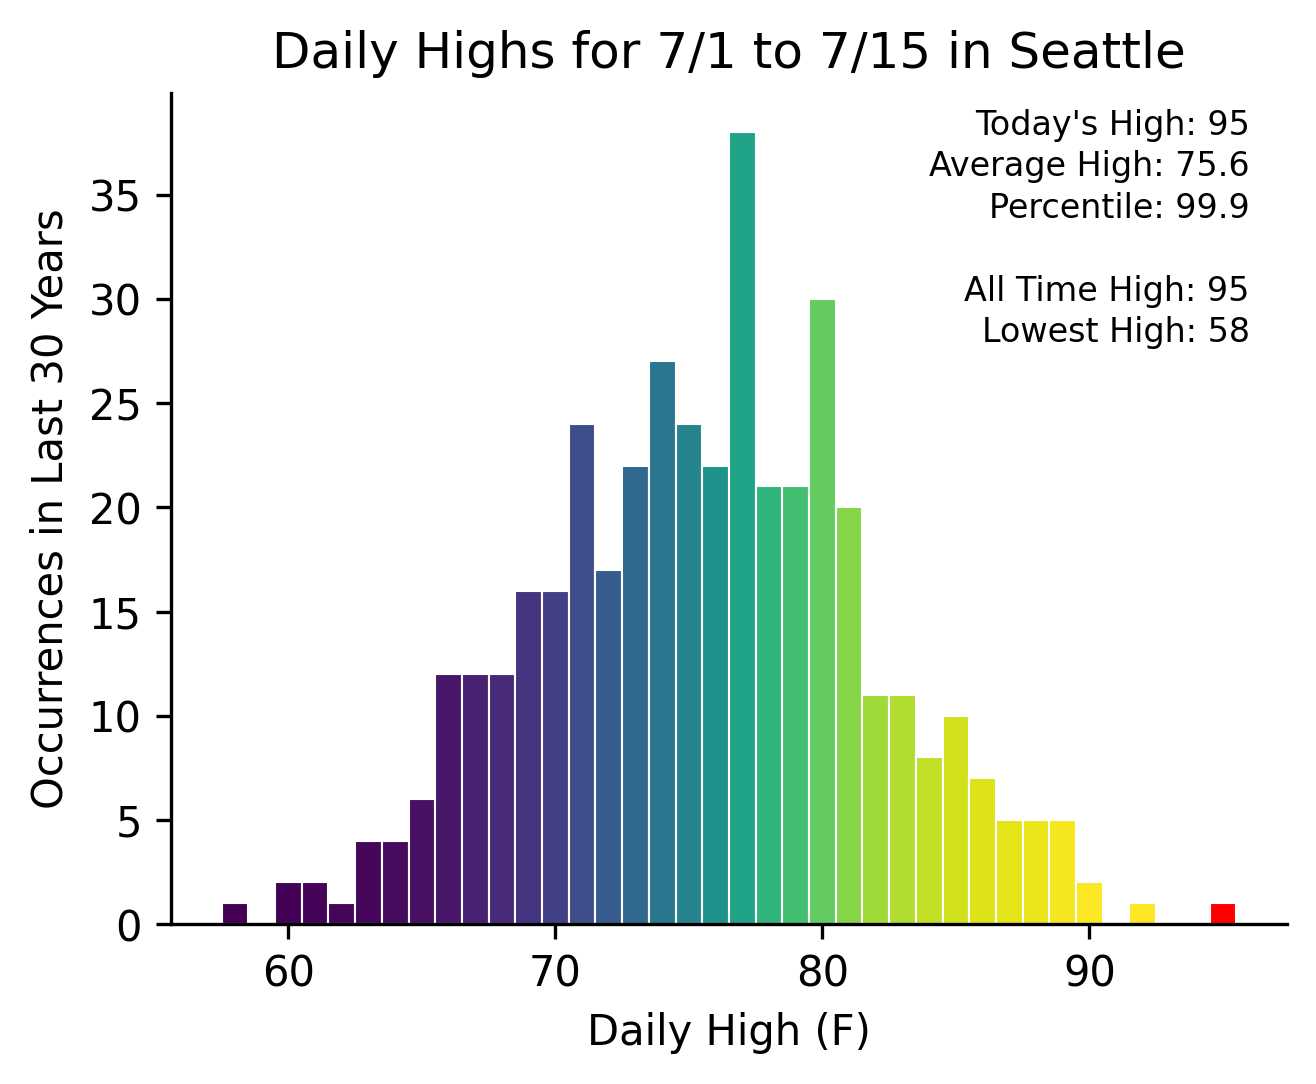 Daily Highs for 7/1 to 7/15 in Seattle
Today's High: 95
Average High: 75.6
Percentile: 99.9
All Time High: 95
Lowest High: 58
Occurrences in Last 30 Years
35
30
25
20
15
10
5
0
60 70 80 90
Daily High (F)